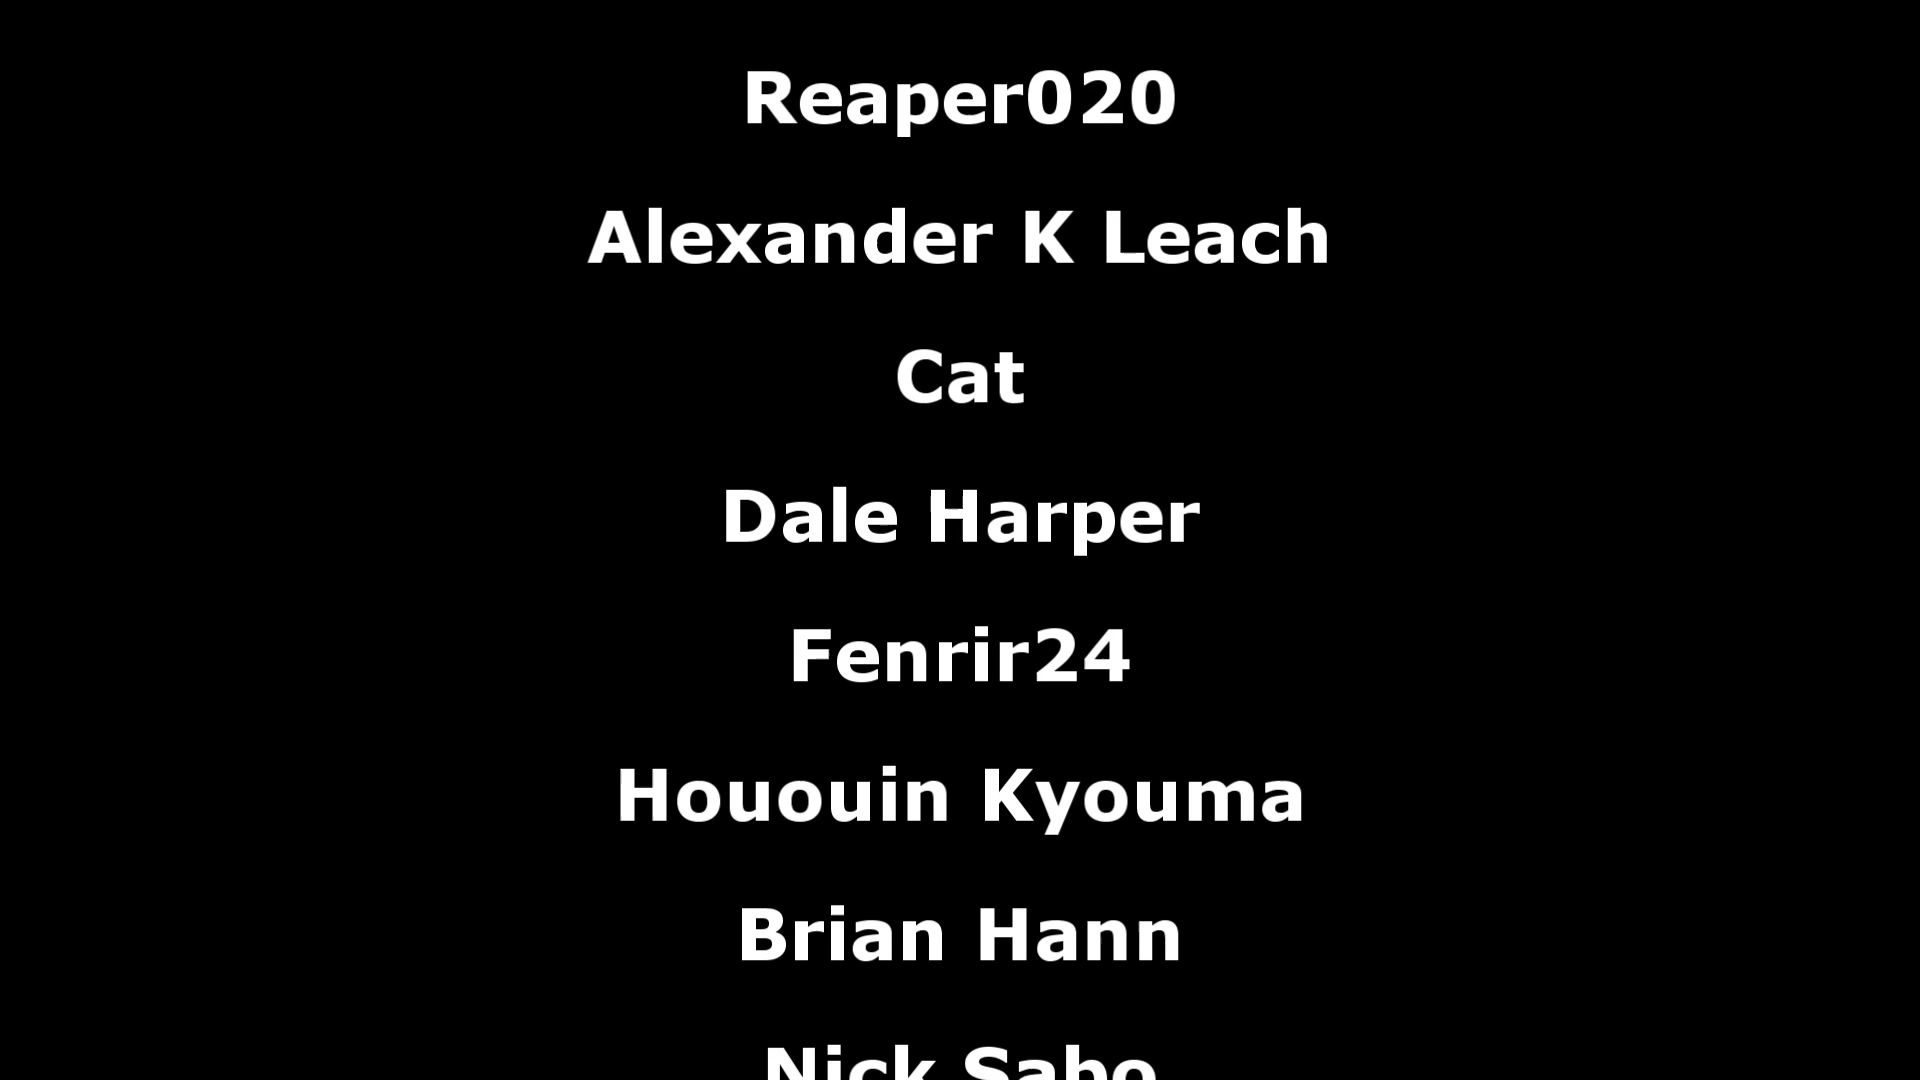 Reaper020
Alexander K Leach
Cat
Dale Harper
Fenrir24
Hououin Kyouma
Brian Hann
Nick Sabo